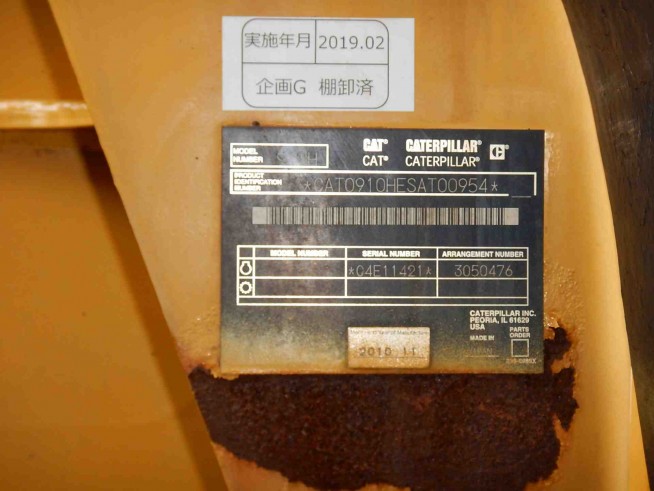 実施年月 2019.02
企画G 棚卸済
CAT® CATERPILLAR® C®
CAT® CATERPILLAR®
MODEL NUMBER H
PRODUCT IDENTIFICATION NUMBER *CAT0910HESAT00954*
MODEL NUMBER SERIAL NUMBER ARRANGEMENT NUMBER
*04E11421* 3050476
CATERPILLAR INC.
PEORIA, IL 61629
USA
MADE IN
PARTS ORDER
2010 11